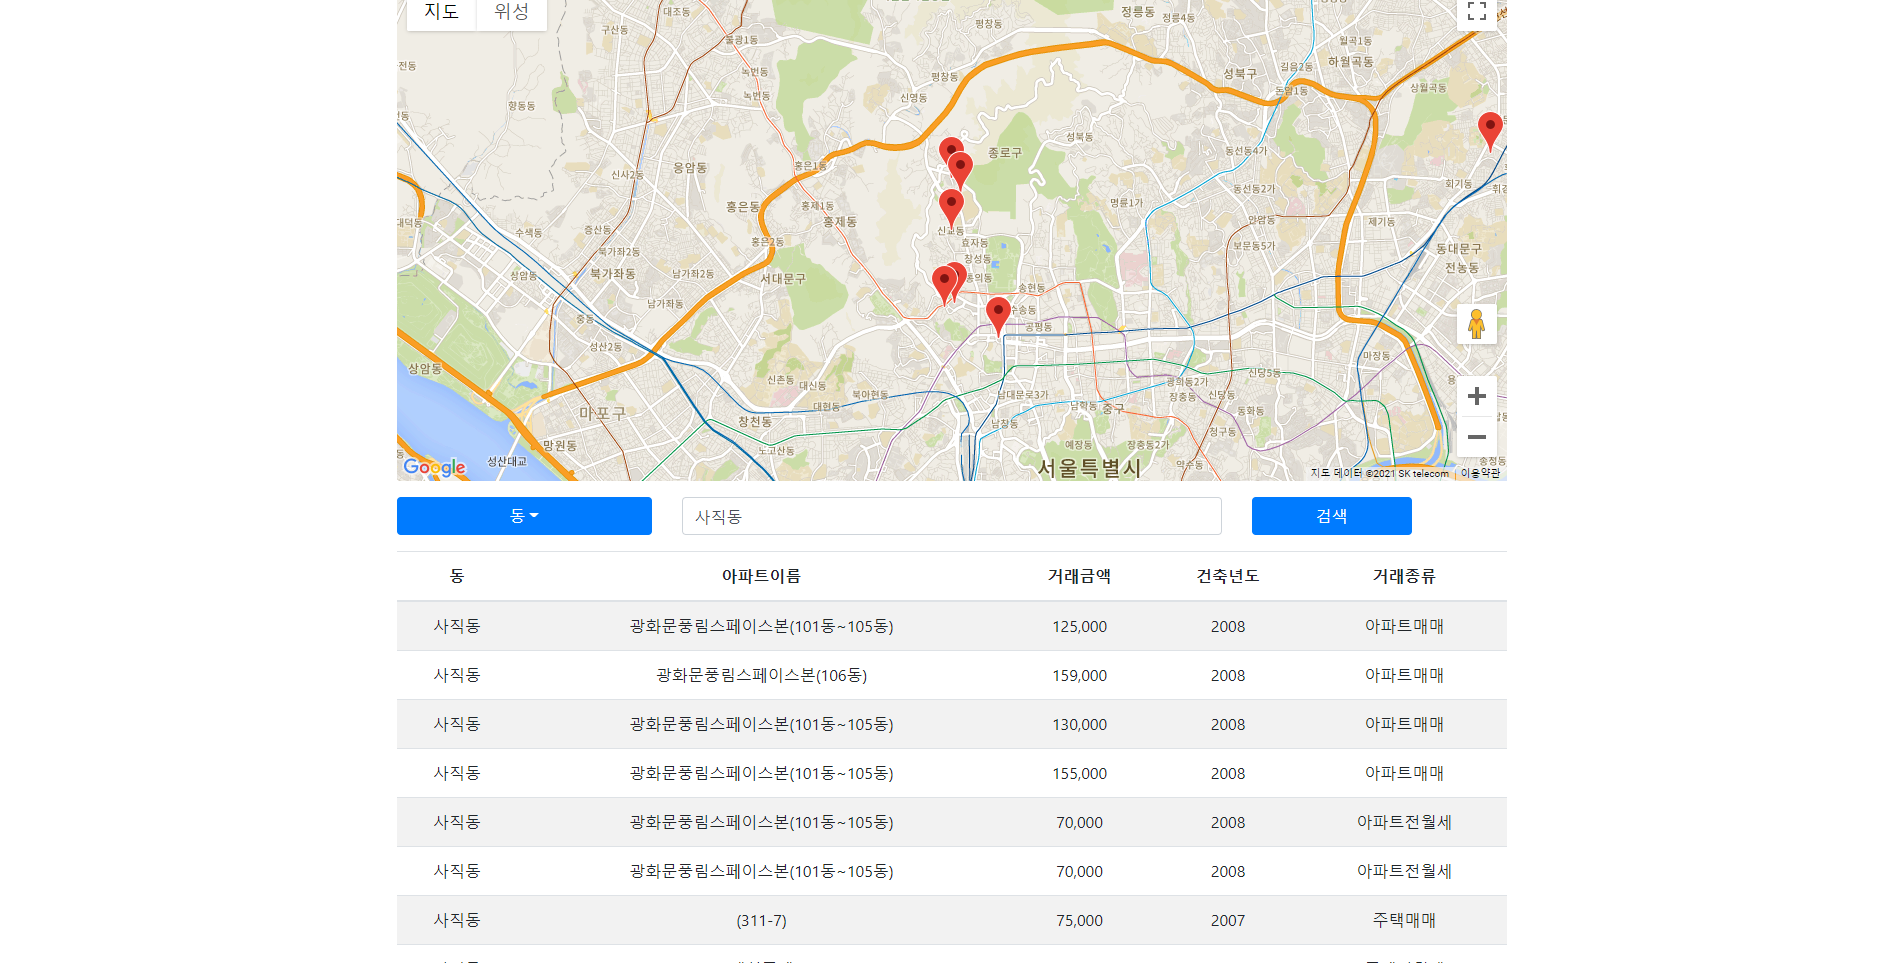 지도 위성
대조동
구산동
불광1동
정릉동 정릉4동
평창동
월곡1동
하월곡동
전동
녹번동
평창동
성북구
길음2동
돈암1동
상월곡동
녹번동
신영동
향동동
성북동
종로구
동선동4가
응암동
홍은1동
신사2동
회기동
동선동2가
홍은동
홍제1동
홍제동
명륜1가
안암동
제기동
대덕동
수색동
증산동
신교동
효자동
홍은2동
보문동5가
동대문구
전농동
북가좌2동
북가좌동
남가좌2동
서대문구
창성동
통의동
상암동
송현동
남가좌동
수송동
공평동
중동
성산2동
마장동
상암동
신촌동
대신동
북아현동
신당5동
광희동2가
장충동
신당동
남대문로3가
남학동
중구
동화동
대현동
창천동
마포구
망원동
남창동
청구동
예장동
장충동2가
노고산동
약수동
성산대교
서울특별시
송정동
Google
지도 데이터 ©2021 SK telecom 이용약관
동
사직동
검색
동 아파트이름 거래금액 건축년도 거래종류
사직동 광화문풍림스페이스본(101동~105동) 125,000 2008 아파트매매
사직동 광화문풍림스페이스본(106동) 159,000 2008 아파트매매
사직동 광화문풍림스페이스본(101동~105동) 130,000 2008 아파트매매
사직동 광화문풍림스페이스본(101동~105동) 155,000 2008 아파트매매
사직동 광화문풍림스페이스본(101동~105동) 70,000 2008 아파트전월세
사직동 광화문풍림스페이스본(101동~105동) 70,000 2008 아파트전월세
사직동 (311-7) 75,000 2007 주택매매